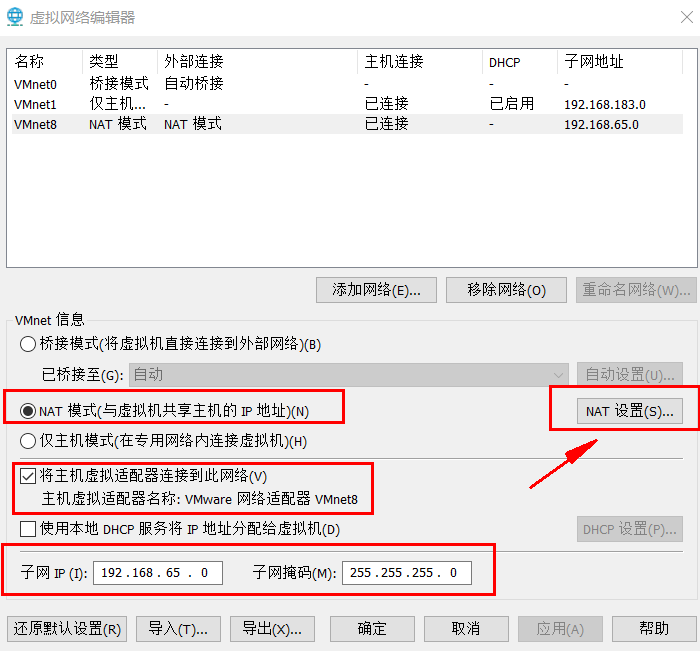 虚拟网络编辑器
名称 类型 外部连接 主机连接 DHCP 子网地址
VMnet0 桥接模式 自动桥接 - - -
VMnet1 仅主机... - 已连接 已启用 192.168.183.0
VMnet8 NAT 模式 NAT 模式 已连接 - 192.168.65.0
添加网络(E)... 移除网络(O) 重命名网络(W)...
VMnet 信息
桥接模式(将虚拟机直接连接到外部网络)(B)
已桥接至(G): 自动 自动设置(U)...
NAT 模式(与虚拟机共享主机的 IP 地址)(N) NAT 设置(S)...
仅主机模式(在专用网络内连接虚拟机)(H)
将主机虚拟适配器连接到此网络(V)
主机虚拟适配器名称: VMware 网络适配器 VMnet8
使用本地 DHCP 服务将 IP 地址分配给虚拟机(D) DHCP 设置(P)...
子网 IP (I): 192.168.65.0 子网掩码(M): 255.255.255.0
还原默认设置(R) 导入(T)... 导出(X)... 确定 取消 应用(A) 帮助